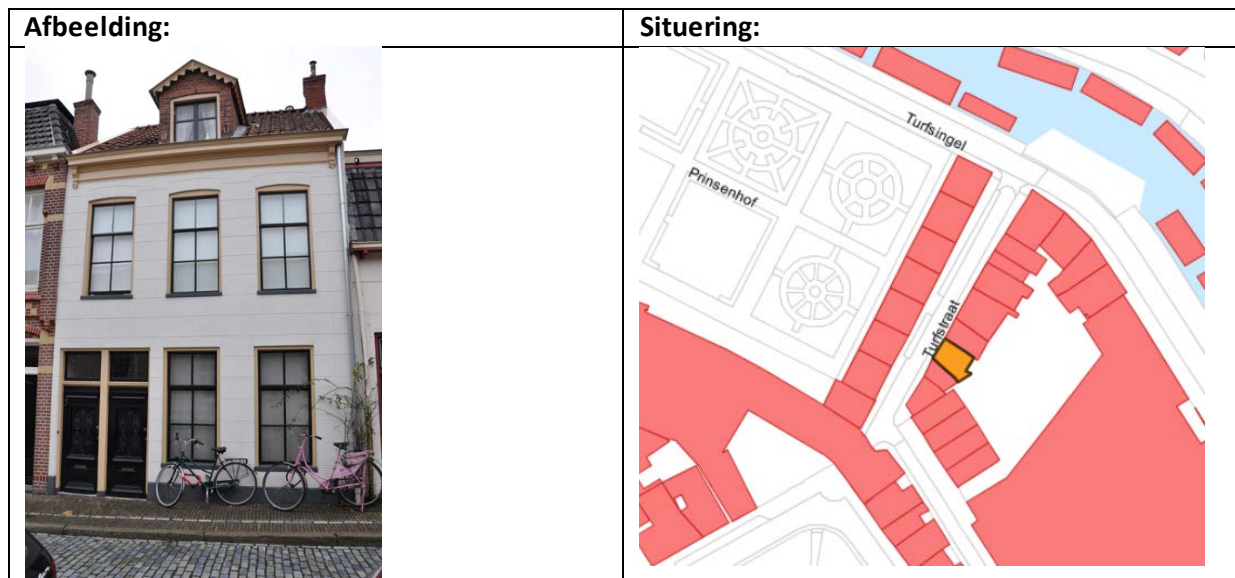 Afbeelding:
Situering:
Turfsingel
Prinsenhof
Turfstraat